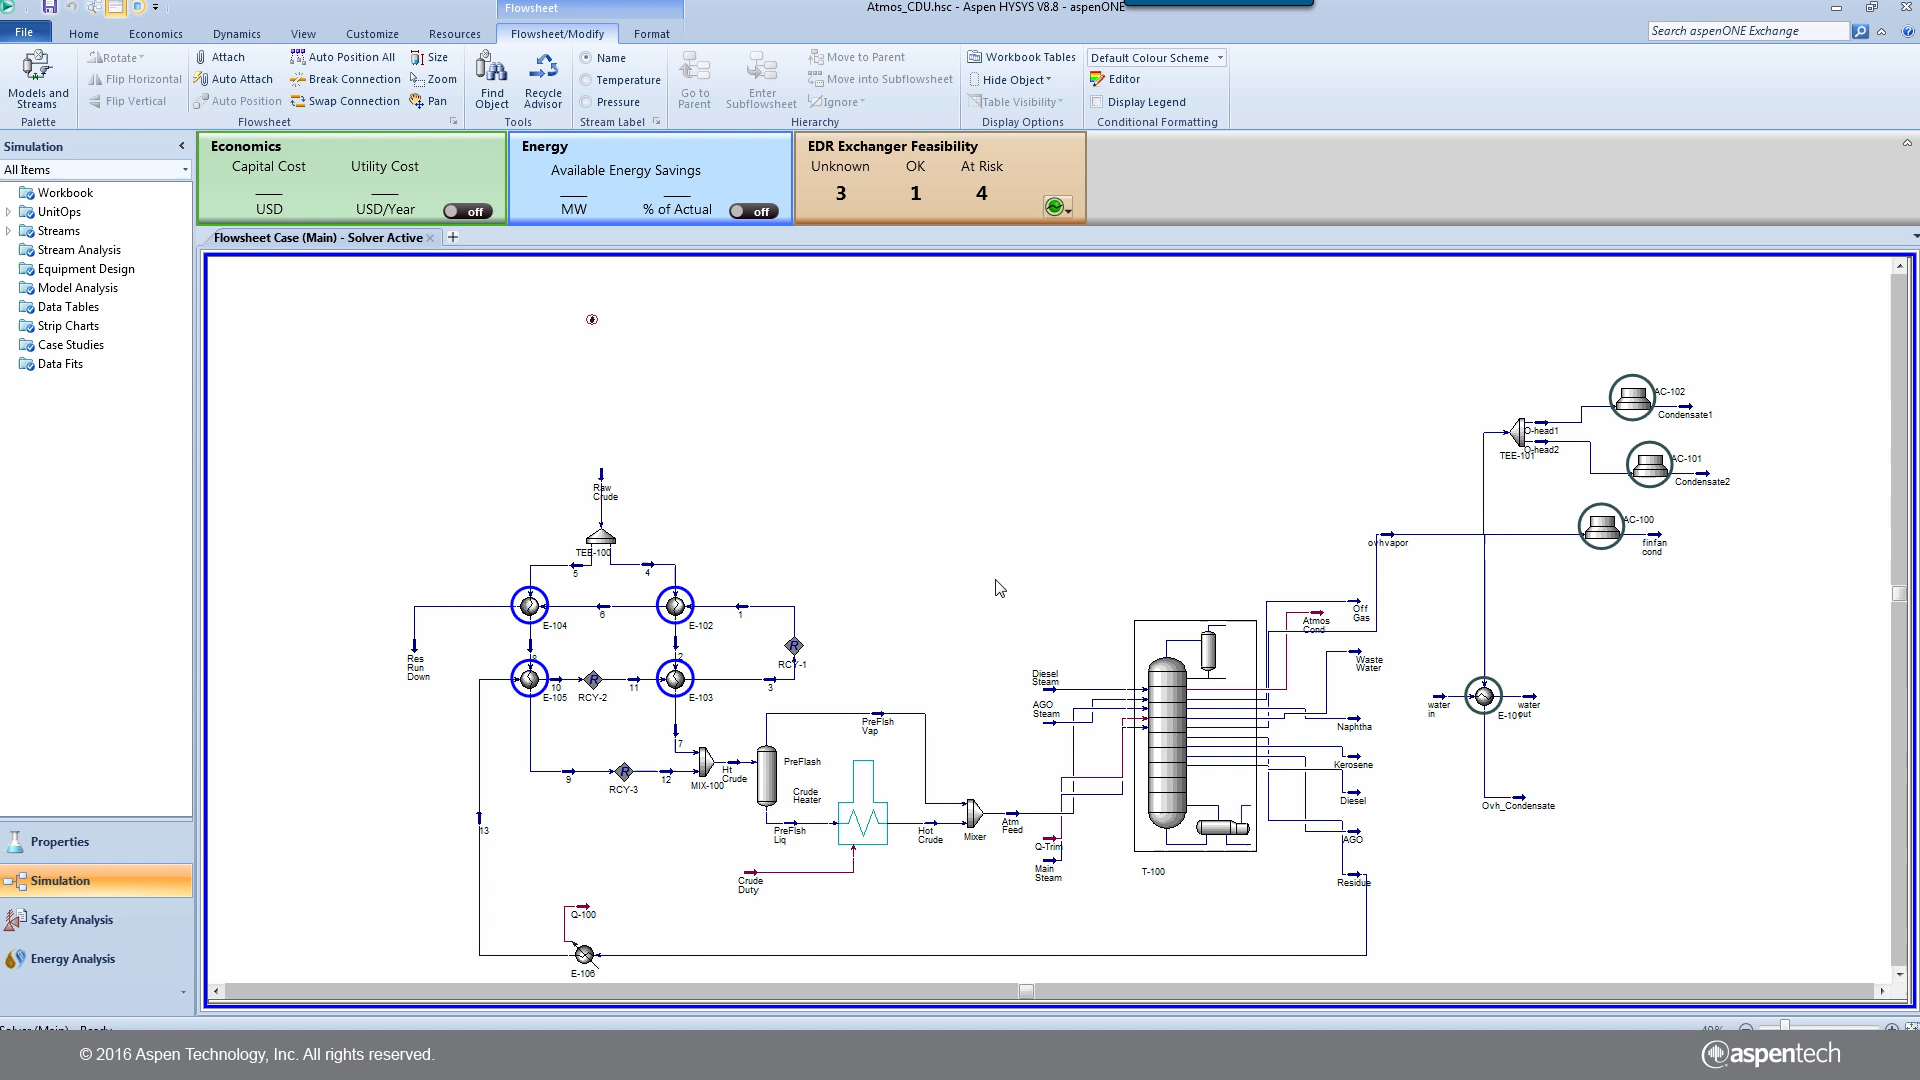 Flowsheet
Atmos_CDU.hsc - Aspen HYSYS V8.8 - aspenONE
File
Home
Economics
Dynamics
View
Customize
Resources
Flowsheet/Modify
Format
Search aspenONE Exchange
Models and Streams
Palette
Rotate
Flip Horizontal
Flip Vertical
Attach
Auto Attach
Auto Position
Auto Position All
Break Connection
Swap Connection
Size
Zoom
Pan
Flowsheet
Find Object
Recycle Advisor
Tools
Name
Temperature
Pressure
Stream Label
Go to Parent
Enter Subflowsheet
Move to Parent
Move into Subflowsheet
Ignore
Hierarchy
Workbook Tables
Hide Object
Table Visibility
Display Options
Default Colour Scheme
Editor
Display Legend
Conditional Formatting
Simulation
All Items
Workbook
UnitOps
Streams
Stream Analysis
Equipment Design
Model Analysis
Data Tables
Strip Charts
Case Studies
Data Fits
Properties
Simulation
Safety Analysis
Energy Analysis
Economics
Capital Cost Utility Cost
USD USD/Year off
Energy
Available Energy Savings
MW % of Actual off
EDR Exchanger Feasibility
Unknown OK At Risk
3 1 4
Flowsheet Case (Main) - Solver Active
Raw
Crude
TEE-100
5
4
6
1
E-104
E-102
Res
Run
Down
8
2
RCY-1
10
11
3
E-105
RCY-2
E-103
7
9
12
RCY-3
MIX-100
Ht
Crude
PreFlash
PreFlsh
Vap
Crude
Heater
PreFlsh
Liq
Hot
Crude
Mixer
Atm
Feed
Crude
Duty
13
Q-100
E-106
Diesel
Steam
AGO
Steam
Q-Trim
Main
Steam
T-100
Atmos
Cond
Off
Gas
Waste
Water
Naphtha
Kerosene
Diesel
AGO
Residue
ovhvapor
AC-102
Condensate1
O-head1
O-head2
TEE-101
AC-101
Condensate2
AC-100
finfan
cond
water
in
E-101
water
out
Ovh_Condensate
© 2016 Aspen Technology, Inc. All rights reserved.
aspentech